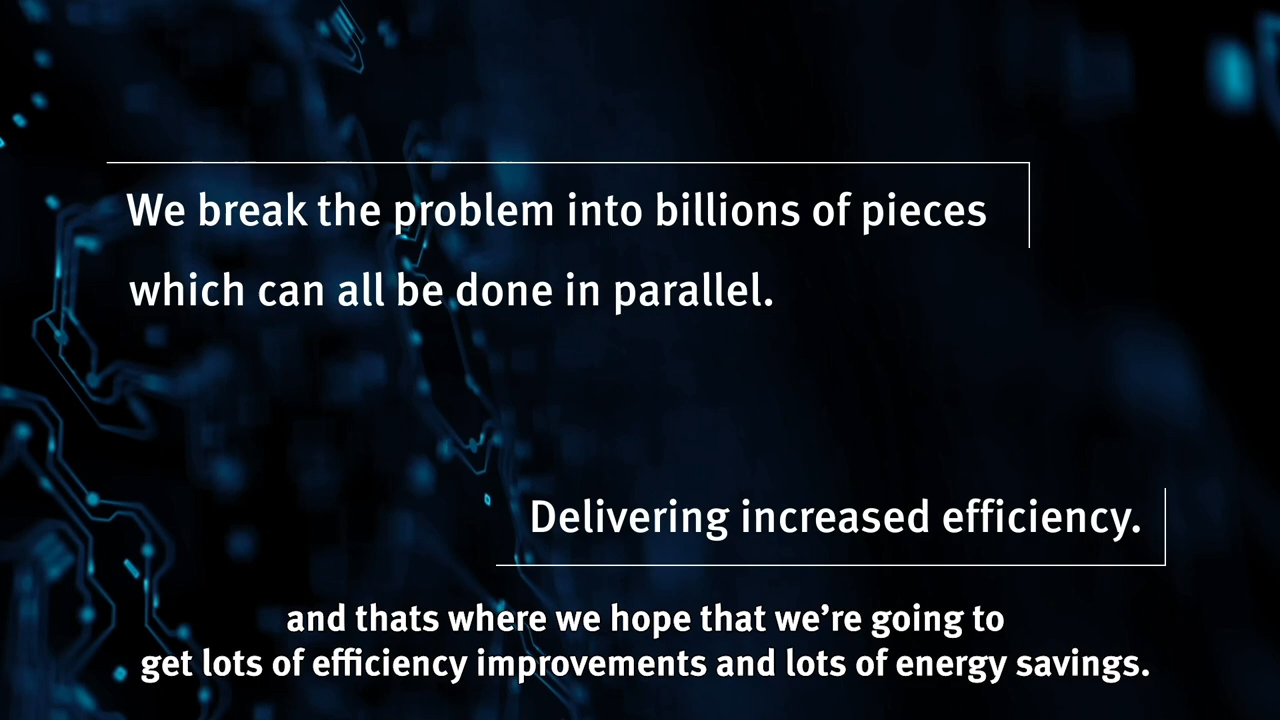 We break the problem into billions of pieces
which can all be done in parallel.
Delivering increased efficiency.
and thats where we hope that we’re going to
get lots of efficiency improvements and lots of energy savings.